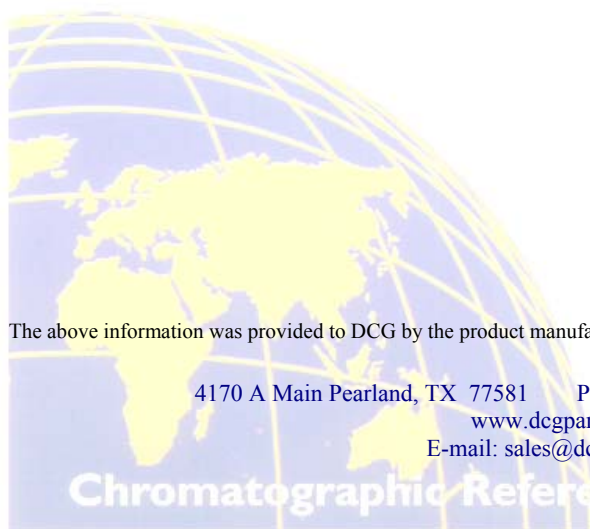 The above information was provided to DCG by the product manufa
4170 A Main Pearland, TX 77581 P
www.dcgpar
E-mail: sales@dc
Chromatographic Refere